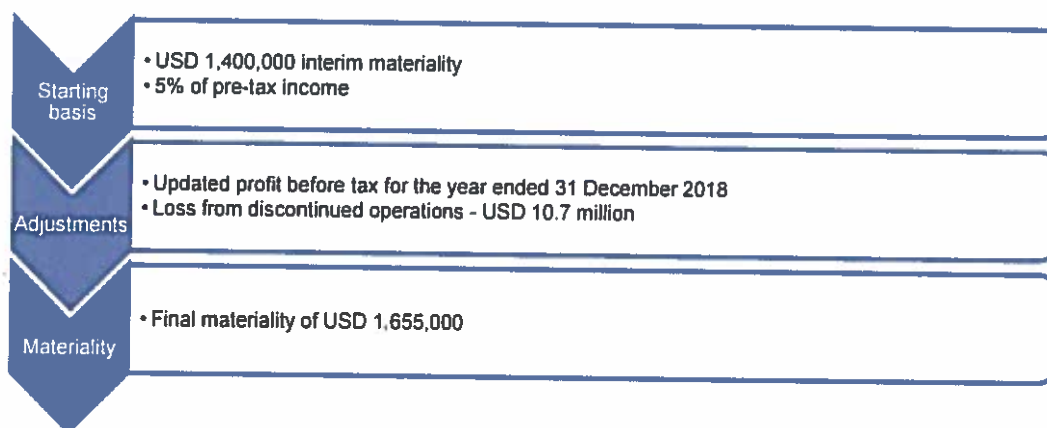 Starting
basis
• USD 1,400,000 interim materiality
• 5% of pre-tax income
Adjustments
• Updated profit before tax for the year ended 31 December 2018
• Loss from discontinued operations - USD 10.7 million
Materiality
• Final materiality of USD 1,655,000